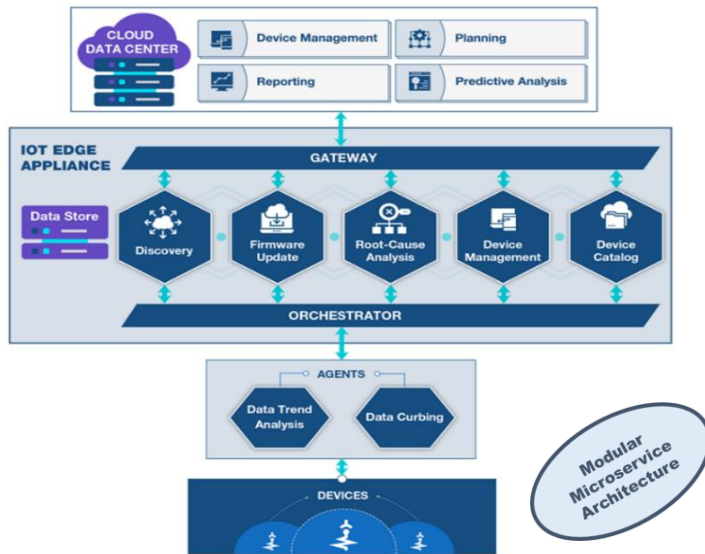 CLOUD
DATA CENTER
Device Management
Planning
Reporting
Predictive Analysis
IOT EDGE
APPLIANCE
GATEWAY
Data Store
Discovery
Firmware
Update
Root-Cause
Analysis
Device
Management
Device
Catalog
ORCHESTRATOR
AGENTS
Data Trend
Analysis
Data Curbing
Modular
Microservice
Architecture
DEVICES